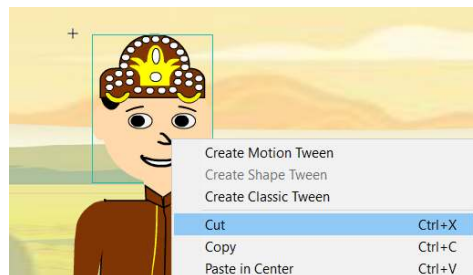 Create Motion Tween
Create Shape Tween
Create Classic Tween
Cut Ctrl+X
Copy Ctrl+C
Paste in Center Ctrl+V